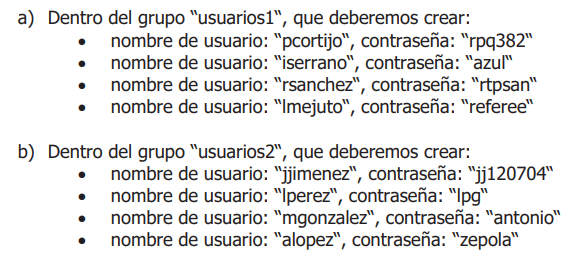 a) Dentro del grupo “usuarios1“, que deberemos crear:
• nombre de usuario: “pcortijo“, contraseña: “rpq382“
• nombre de usuario: “iserrano“, contraseña: “azul“
• nombre de usuario: “rsanchez“, contraseña: “rtpsan“
• nombre de usuario: “lmejuto“, contraseña: “referee“
b) Dentro del grupo “usuarios2“, que deberemos crear:
• nombre de usuario: “jjimenez“, contraseña: “jj120704“
• nombre de usuario: “lperez“, contraseña: “lpg“
• nombre de usuario: “mgonzalez“, contraseña: “antonio“
• nombre de usuario: “alopez“, contraseña: “zepola“